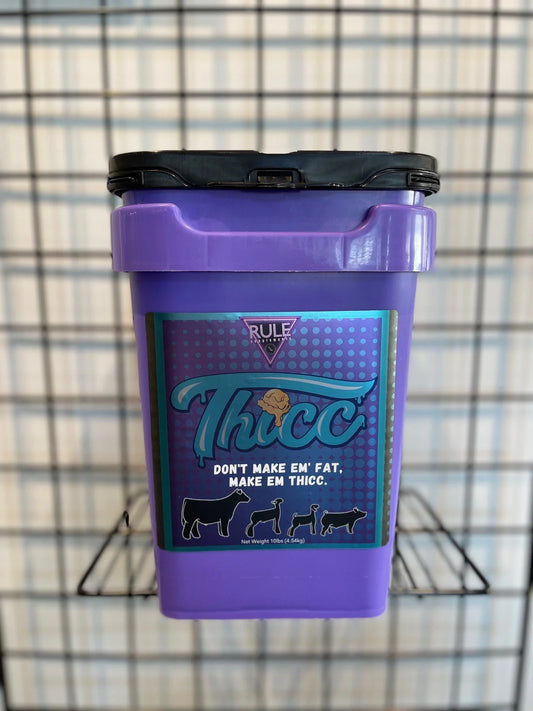 RULE
SUPPLEMENTS
Thicc
DON'T MAKE EM' FAT,
MAKE EM THICC.
Net Weight 10lbs (4.54kg)